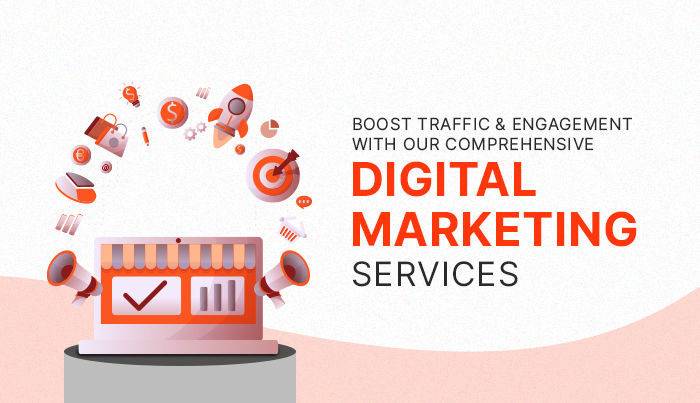 BOOST TRAFFIC & ENGAGEMENT
WITH OUR COMPREHENSIVE
DIGITAL
MARKETING
SERVICES
$
€
@